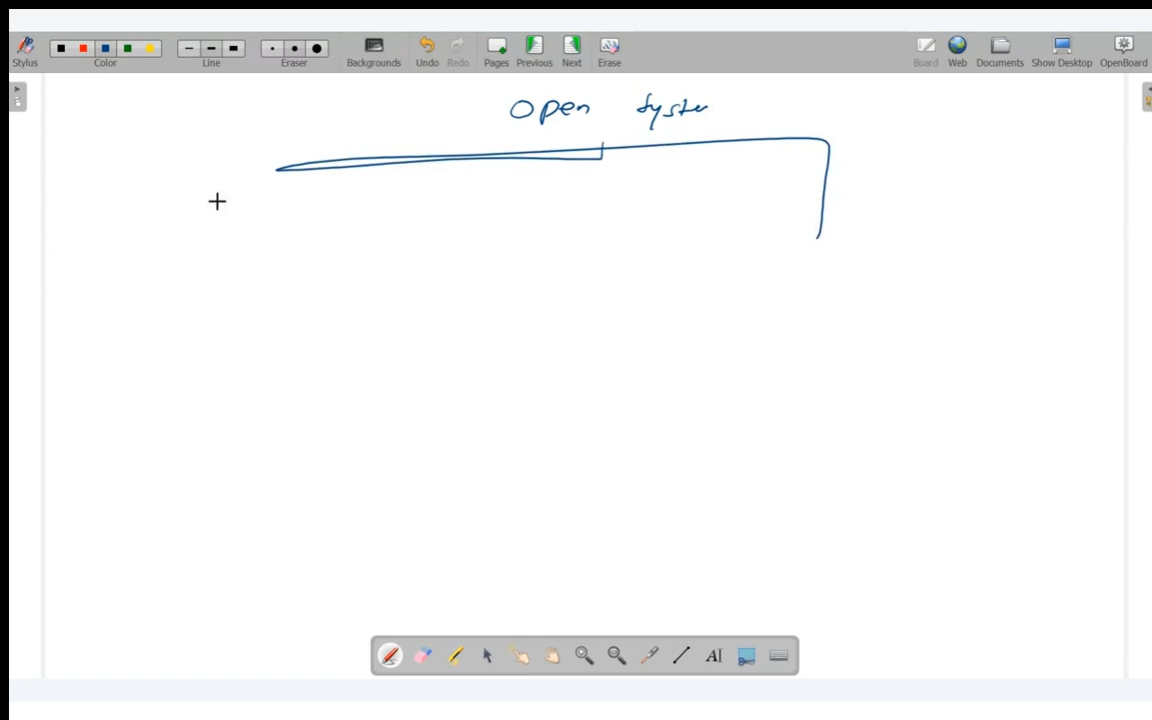 Stylus Color Line Eraser Backgrounds Undo Redo Pages Previous Next Erase Board Web Documents Show Desktop OpenBoard
Open Syste
AI